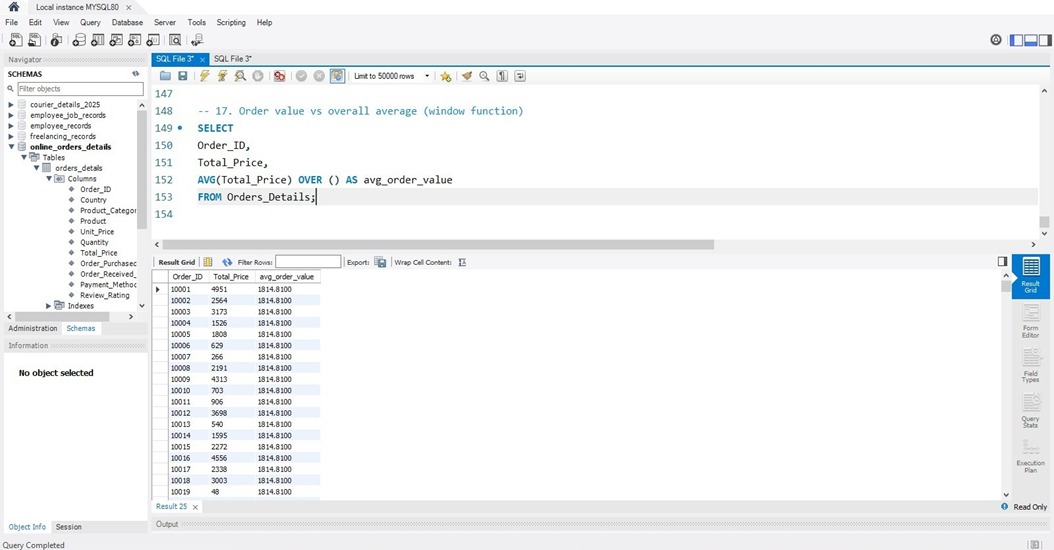 Local instance MYSQL80
File Edit View Query Database Server Tools Scripting Help
Navigator
SCHEMAS
Filter objects
courier_details_2025
employee_job_records
employee_records
freelancing_records
online_orders_details
Tables
orders_details
Columns
Order_ID
Country
Product_Categor
Product
Unit_Price
Quantity
Total_Price
Order_Purchased
Order_Received_
Payment_Methoc
Review_Rating
Indexes
Administration Schemas
Information
No object selected
Object Info Session
SQL File 3* SQL File 3*
Limit to 50000 rows
147
148 -- 17. Order value vs overall average (window function)
149 SELECT
150 Order_ID,
151 Total_Price,
152 AVG(Total_Price) OVER () AS avg_order_value
153 FROM Orders_Details;
154
Result Grid Filter Rows: Export: Wrap Cell Content:
Order_ID Total_Price avg_order_value
10001 4951 1814.8100
10002 2564 1814.8100
10003 3173 1814.8100
10004 1526 1814.8100
10005 1808 1814.8100
10006 629 1814.8100
10007 266 1814.8100
10008 2191 1814.8100
10009 4313 1814.8100
10010 703 1814.8100
10011 906 1814.8100
10012 3698 1814.8100
10013 540 1814.8100
10014 1595 1814.8100
10015 2272 1814.8100
10016 4556 1814.8100
10017 2338 1814.8100
10018 3003 1814.8100
10019 48 1814.8100
Result Grid
Form Editor
Field Types
Query Stats
Execution Plan
Result 25
Read Only
Output
Query Completed